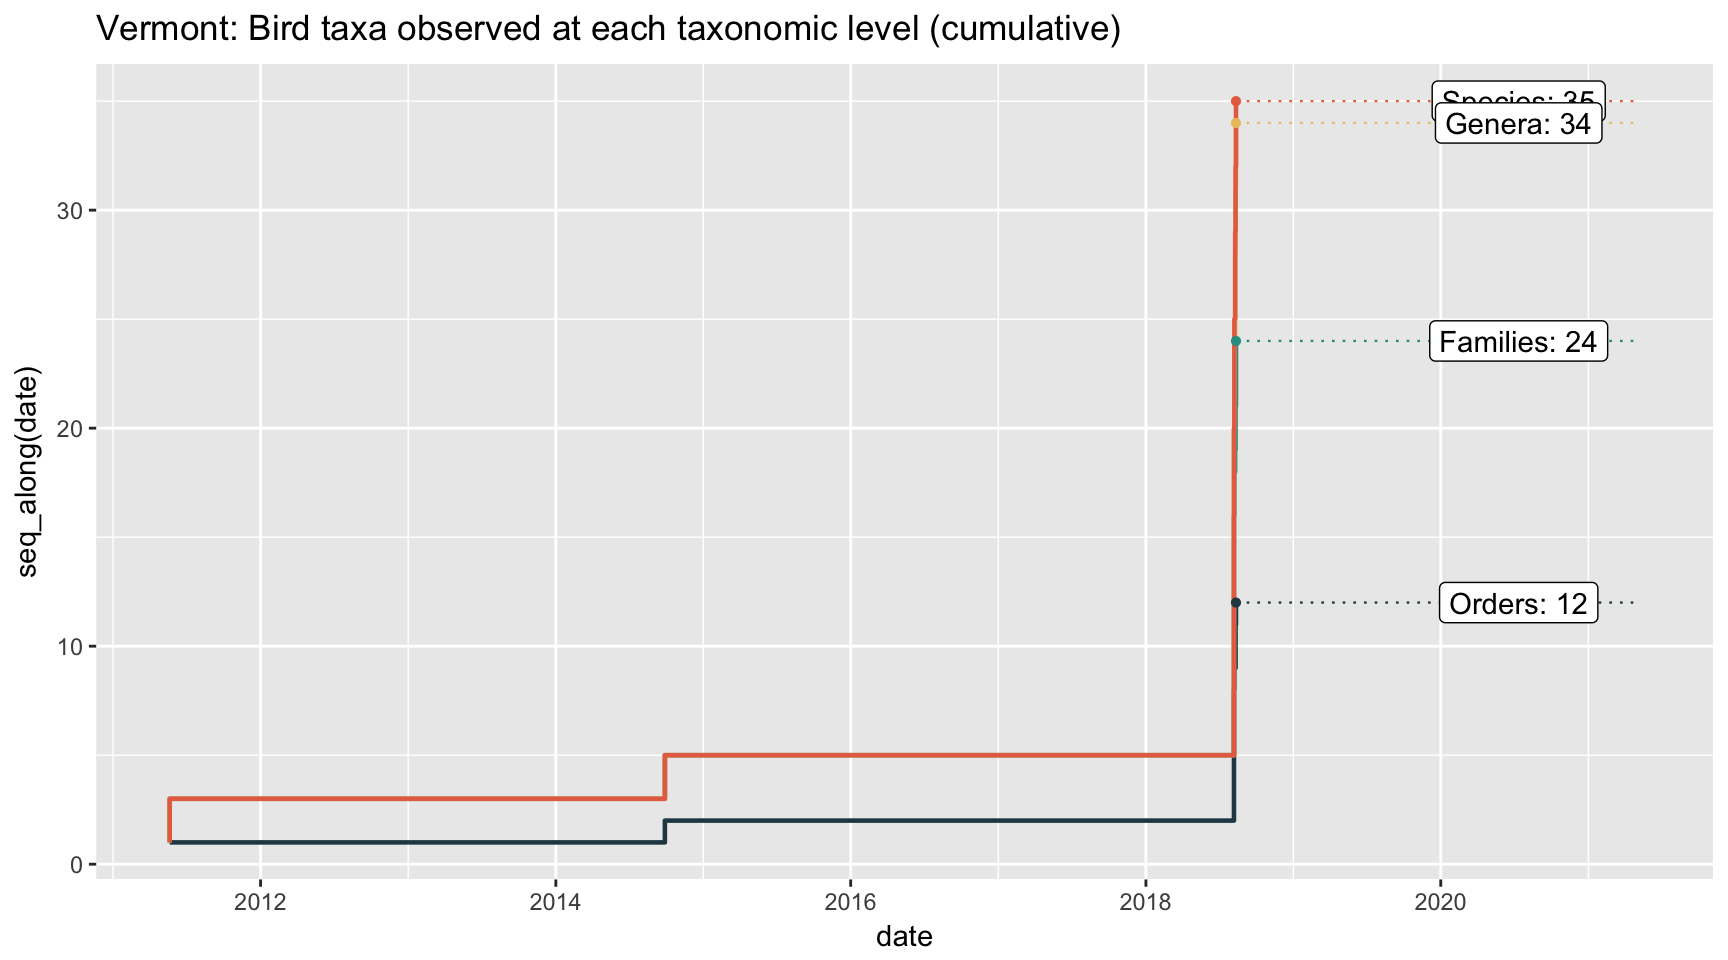 Vermont: Bird taxa observed at each taxonomic level (cumulative)
Species: 35
Genera: 34
30
Families: 24
seq_along(date)
20
Orders: 12
10
0
2012 2014 2016 2018 2020
date